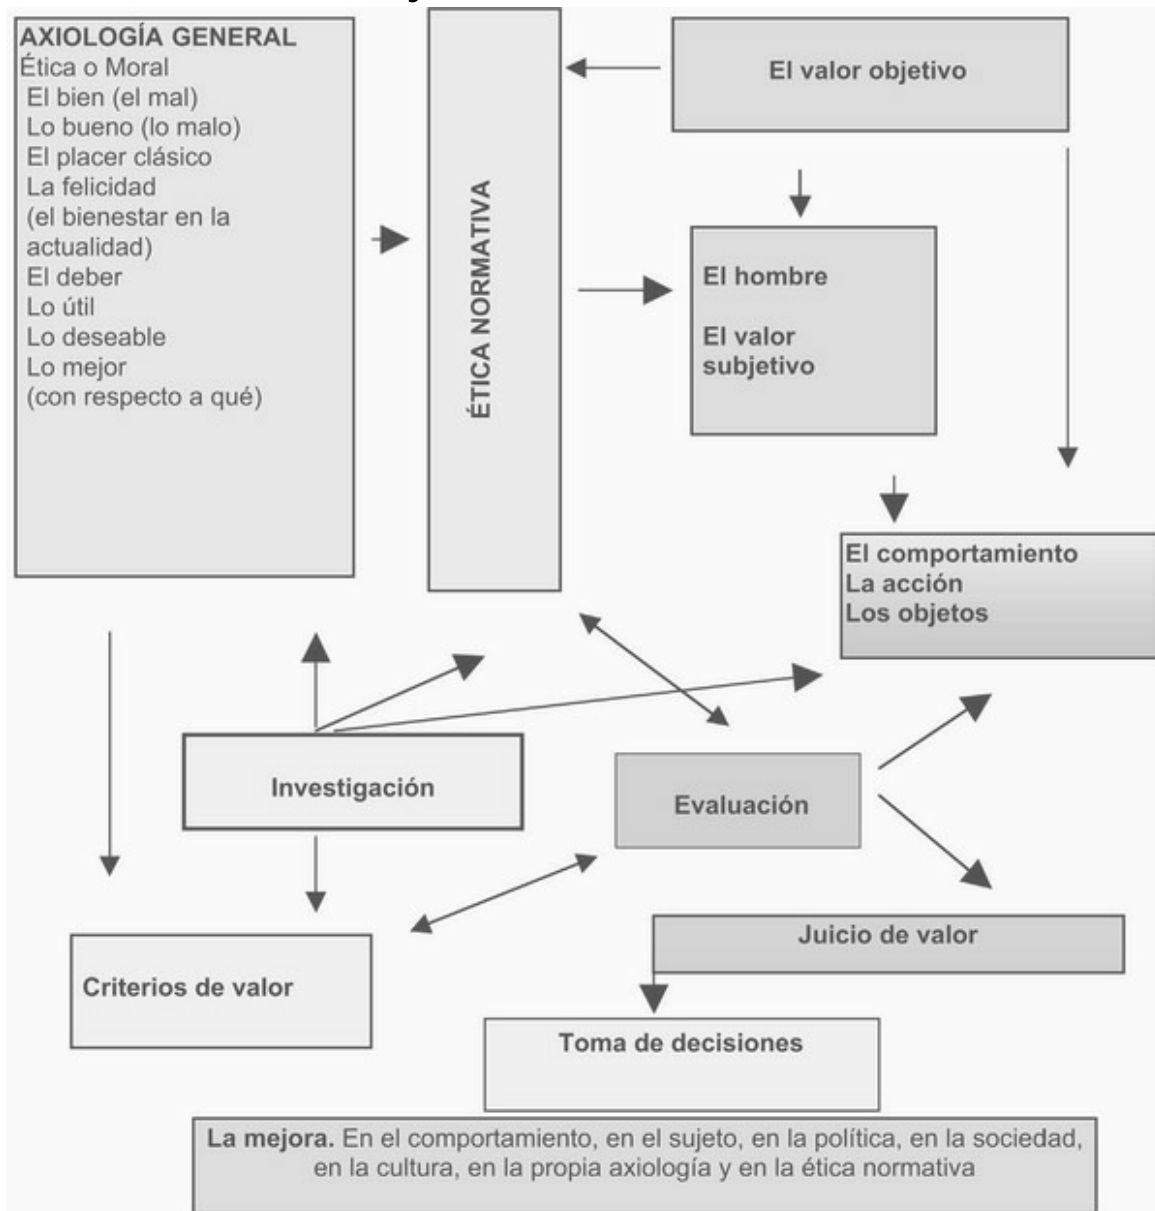 AXIOLOGÍA GENERAL
Ética o Moral
El bien (el mal)
Lo bueno (lo malo)
El placer clásico
La felicidad
(el bienestar en la
actualidad)
El deber
Lo útil
Lo deseable
Lo mejor
(con respecto a qué)
ÉTICA NORMATIVA
El valor objetivo
El hombre
El valor
subjetivo
El comportamiento
La acción
Los objetos
Investigación
Evaluación
Criterios de valor
Juicio de valor
Toma de decisiones
La mejora. En el comportamiento, en el sujeto, en la política, en la sociedad,
en la cultura, en la propia axiología y en la ética normativa